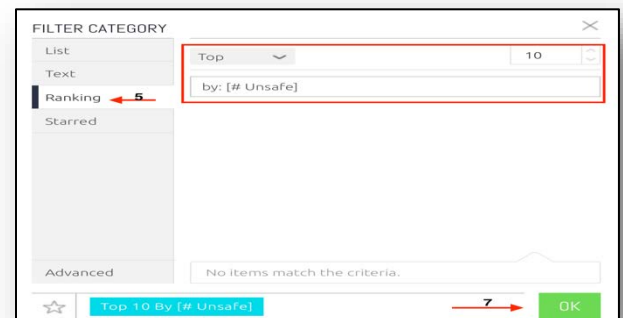 FILTER CATEGORY
List
Text
Ranking 5
Starred
Advanced
Top 10
by: [# Unsafe]
No items match the criteria.
Top 10 By [# Unsafe] 7 OK